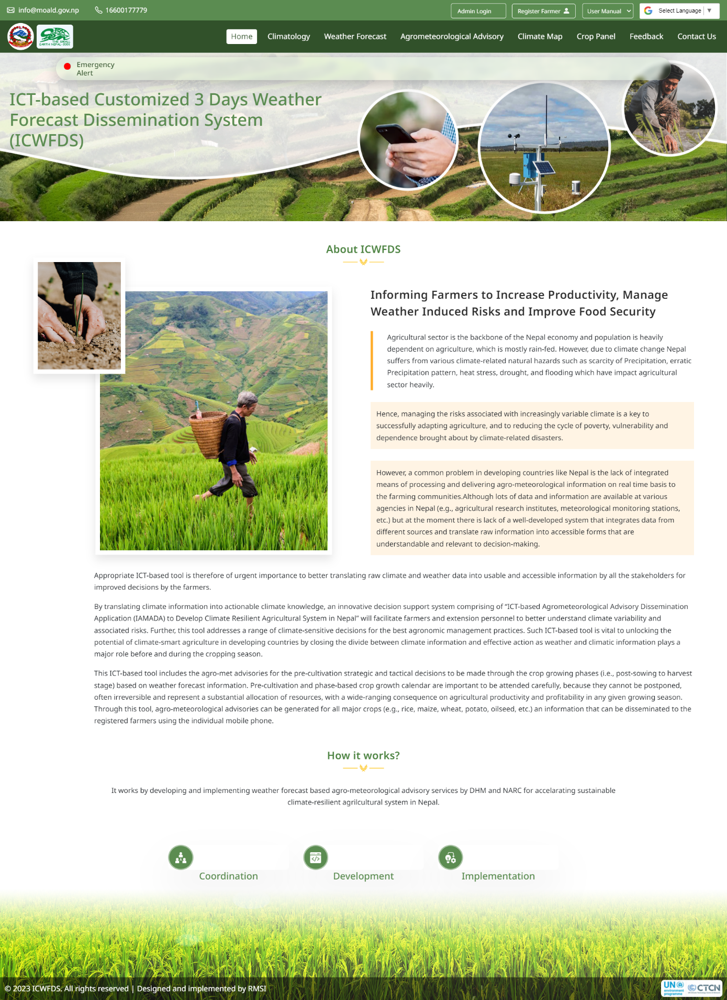 info@moald.gov.np
16600177779
Admin Login
Register Farmer
User Manual
Select Language
THE SMALL
EARTH NEPAL-2001
Home
Climatology
Weather Forecast
Agrometeorological Advisory
Climate Map
Crop Panel
Feedback
Contact Us
Emergency
Alert
ICT-based Customized 3 Days Weather
Forecast Dissemination System
(ICWFDS)
About ICWFDS
Informing Farmers to Increase Productivity, Manage
Weather Induced Risks and Improve Food Security
Agricultural sector is the backbone of the Nepal economy and population is heavily
dependent on agriculture, which is mostly rain-fed. However, due to climate change Nepal
suffers from various climate-related natural hazards such as scarcity of Precipitation, erratic
Precipitation pattern, heat stress, drought, and flooding which have impact agricultural
sector heavily.
Hence, managing the risks associated with increasingly variable climate is a key to
successfully adapting agriculture, and to reducing the cycle of poverty, vulnerability and
dependence brought about by climate-related disasters.
However, a common problem in developing countries like Nepal is the lack of integrated
means of processing and delivering agro-meteorological information on real time basis to
the farming communities.Although lots of data and information are available at various
agencies in Nepal (e.g., agricultural research institutes, meteorological monitoring stations,
etc.) but at the moment there is lack of a well-developed system that integrates data from
different sources and translate raw information into accessible forms that are
understandable and relevant to decision-making.
Appropriate ICT-based tool is therefore of urgent importance to better translating raw climate and weather data into usable and accessible information by all the stakeholders for
improved decisions by the farmers.
By translating climate information into actionable climate knowledge, an innovative decision support system comprising of “ICT-based Agrometeorological Advisory Dissemination
Application (IAMADA) to Develop Climate Resilient Agricultural System in Nepal” will facilitate farmers and extension personnel to better understand climate variability and
associated risks. Further, this tool addresses a range of climate-sensitive decisions for the best agronomic management practices. Such ICT-based tool is vital to unlocking the
potential of climate-smart agriculture in developing countries by closing the divide between climate information and effective action as weather and climatic information plays a
major role before and during the cropping season.
This ICT-based tool includes the agro-met advisories for the pre-cultivation strategic and tactical decisions to be made through the crop growing phases (i.e., post-sowing to harvest
stage) based on weather forecast information. Pre-cultivation and phase-based crop growth calendar are important to be attended carefully, because they cannot be postponed,
often irreversible and represent a substantial allocation of resources, with a wide-ranging consequence on agricultural productivity and profitability in any given growing season.
Through this tool, agro-meteorological advisories can be generated for all major crops (e.g., rice, maize, wheat, potato, oilseed, etc.) an information that can be disseminated to the
registered farmers using the individual mobile phone.
How it works?
It works by developing and implementing weather forecast based agro-meteorological advisory services by DHM and NARC for accelarating sustainable
climate-resilient agrilcultural system in Nepal.
Coordination
Development
Implementation
© 2023 ICWFDS. All rights reserved | Designed and implemented by RMSI
UN
environment
programme
CTCN